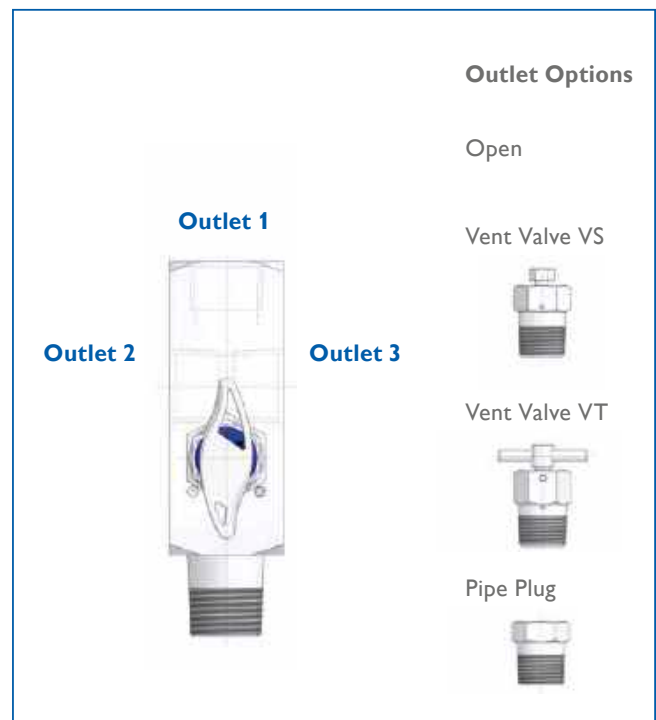 Outlet Options
Open
Outlet 1
Vent Valve VS
Outlet 2
Outlet 3
Vent Valve VT
Pipe Plug